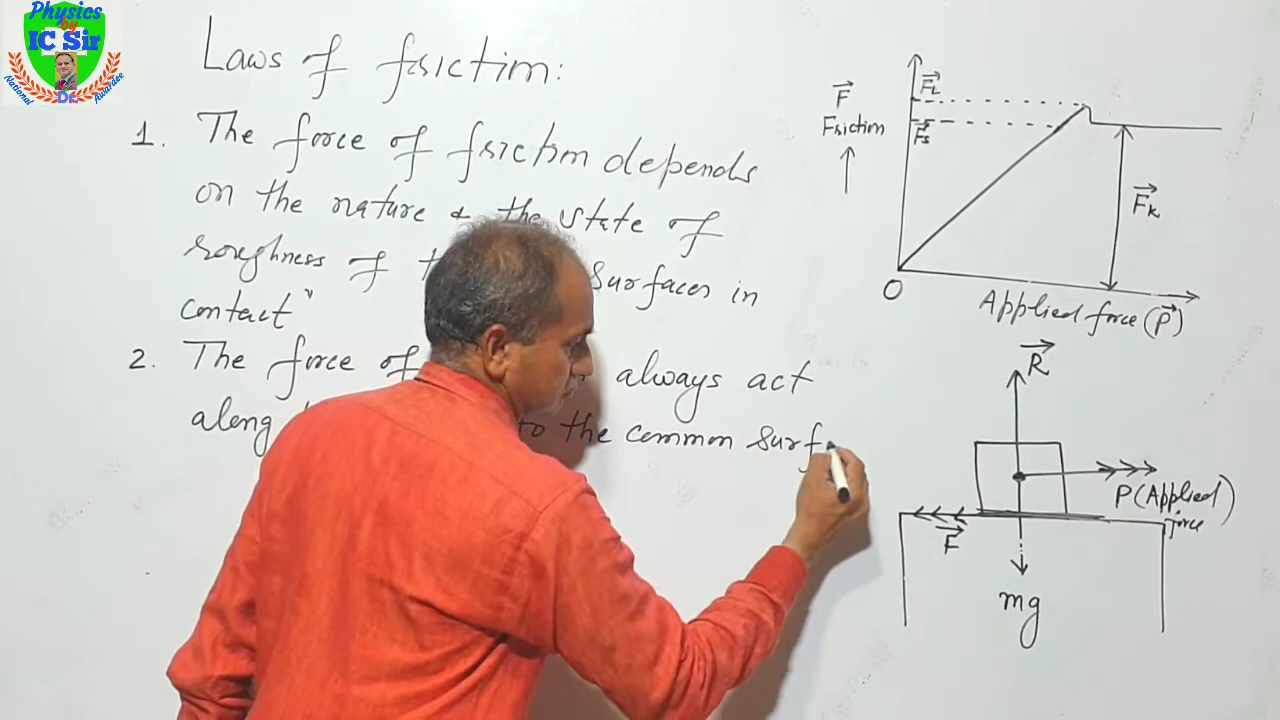 Physics
by
IC Sir
National
DE
Awardee
Laws of friction:
1. The force of friction depends
on the nature & the state of
roughness of surfaces in
contact"
2. The force of always act
along to the common surf
F
Friction
FL
Fs
Fk
O
Applied force (P)
R
P (Applied
force)
F
mg